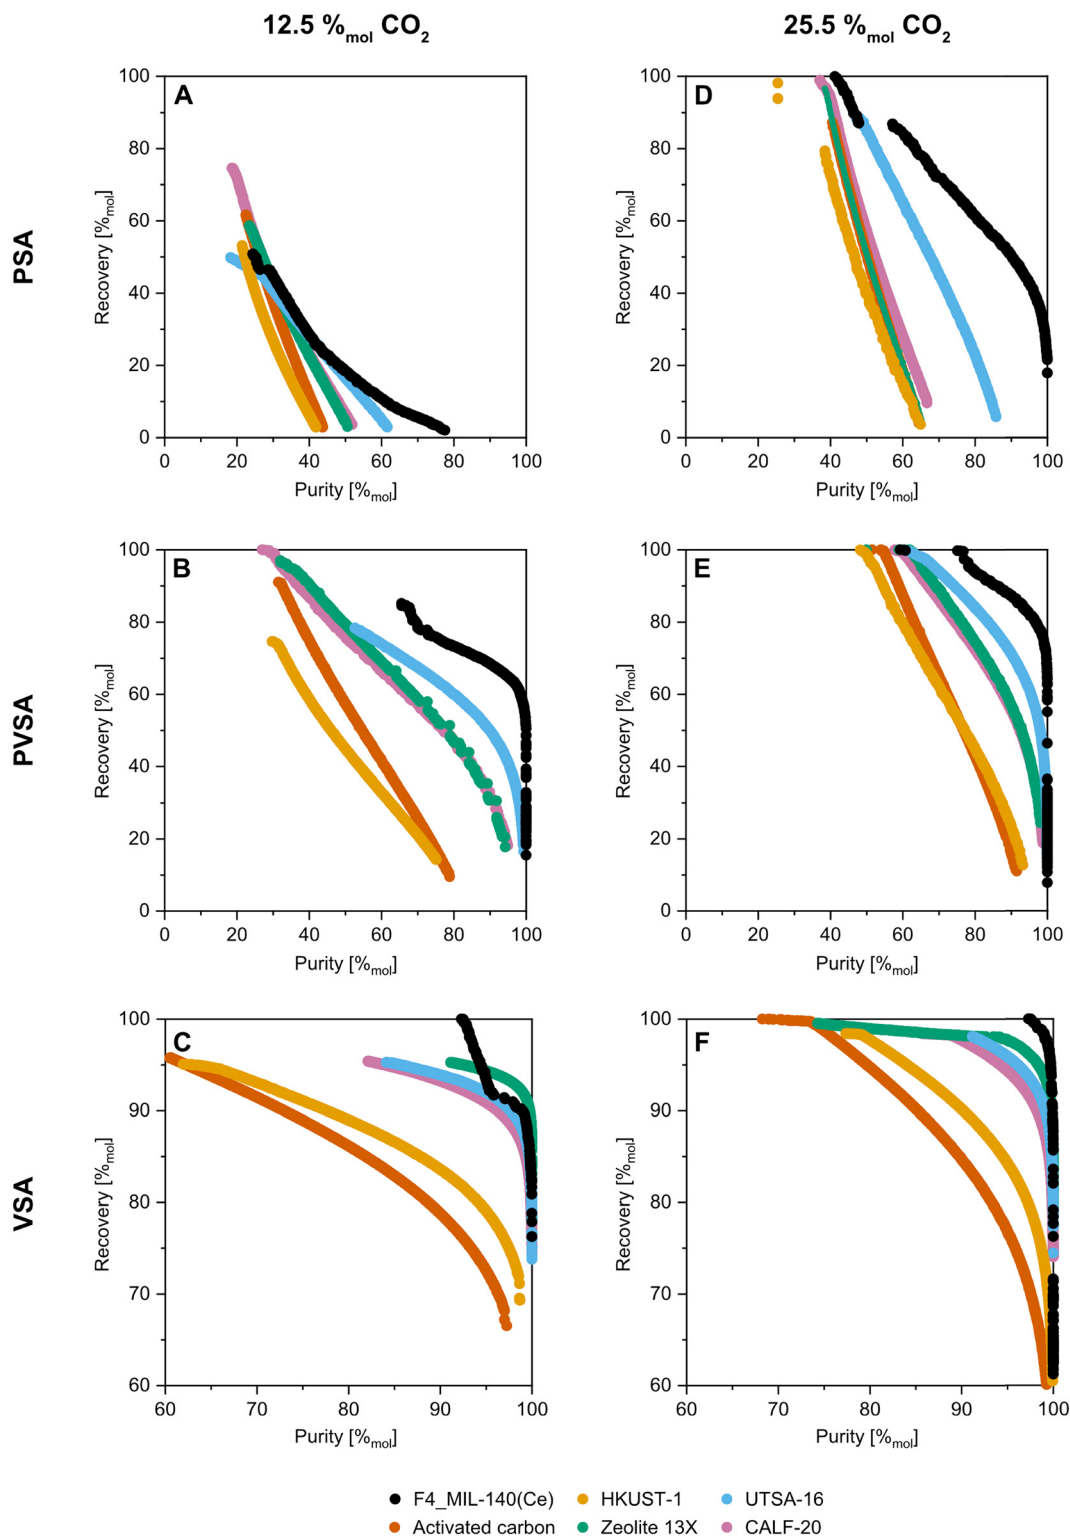 12.5 %mol CO2
25.5 %mol CO2
PSA
A
100
80
60
40
20
0
Recovery [%mol]
0 20 40 60 80 100
Purity [%mol]
D
100
80
60
40
20
0
Recovery [%mol]
0 20 40 60 80 100
Purity [%mol]
PVSA
B
100
80
60
40
20
0
Recovery [%mol]
0 20 40 60 80 100
Purity [%mol]
E
100
80
60
40
20
0
Recovery [%mol]
0 20 40 60 80 100
Purity [%mol]
VSA
C
100
90
80
70
60
Recovery [%mol]
60 70 80 90 100
Purity [%mol]
F
100
90
80
70
60
Recovery [%mol]
60 70 80 90 100
Purity [%mol]
F4_MIL-140(Ce) HKUST-1 UTSA-16
Activated carbon Zeolite 13X CALF-20